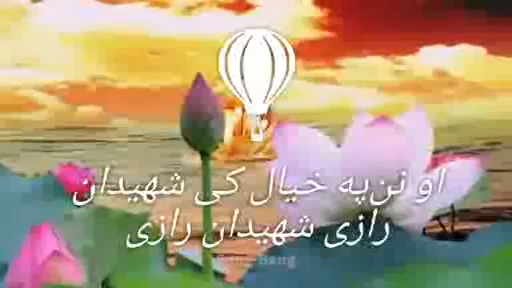 او نن‌په خیال کی شهیدان
رازی شهیدان رازی